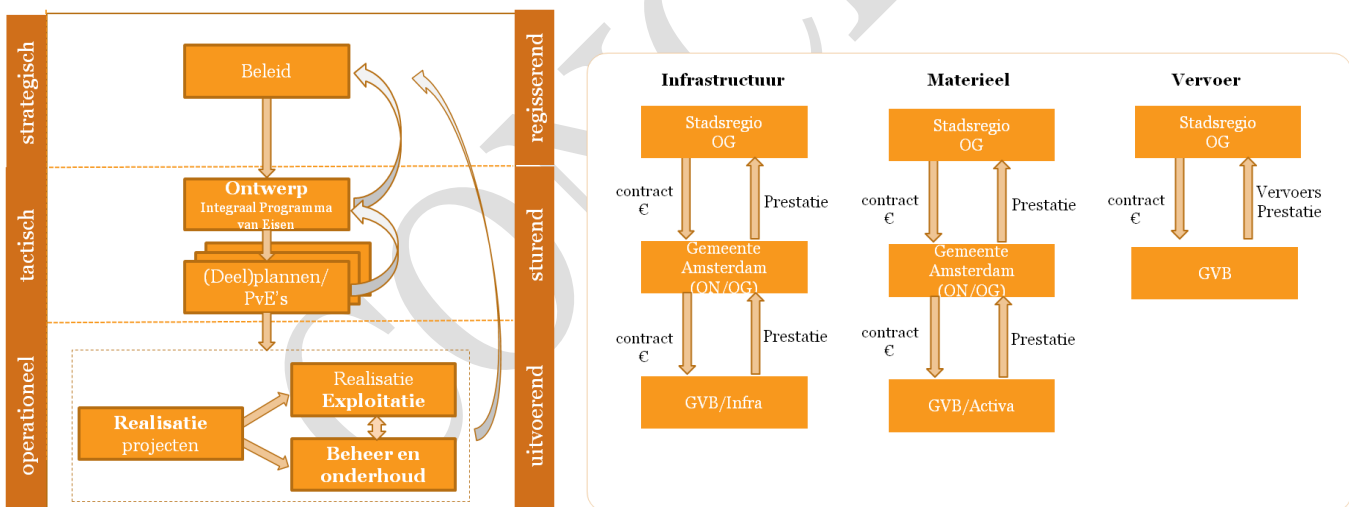 strategisch
tactisch
operationeel
Beleid
Ontwerp
Integraal Programma
van Eisen
(Deel)plannen/
PvE's
Realisatie
projecten
Realisatie
Exploitatie
Beheer en
onderhoud
registerend
sturend
uitvoerend
Infrastructuur
Stadsregio
OG
contract
€
Prestatie
Gemeente
Amsterdam
(ON/OG)
contract
€
Prestatie
GVB/Infra
Materieel
Stadsregio
OG
contract
€
Prestatie
Gemeente
Amsterdam
(ON/OG)
contract
€
Prestatie
GVB/Activa
Vervoer
Stadsregio
OG
contract
€
Vervoers
Prestatie
GVB